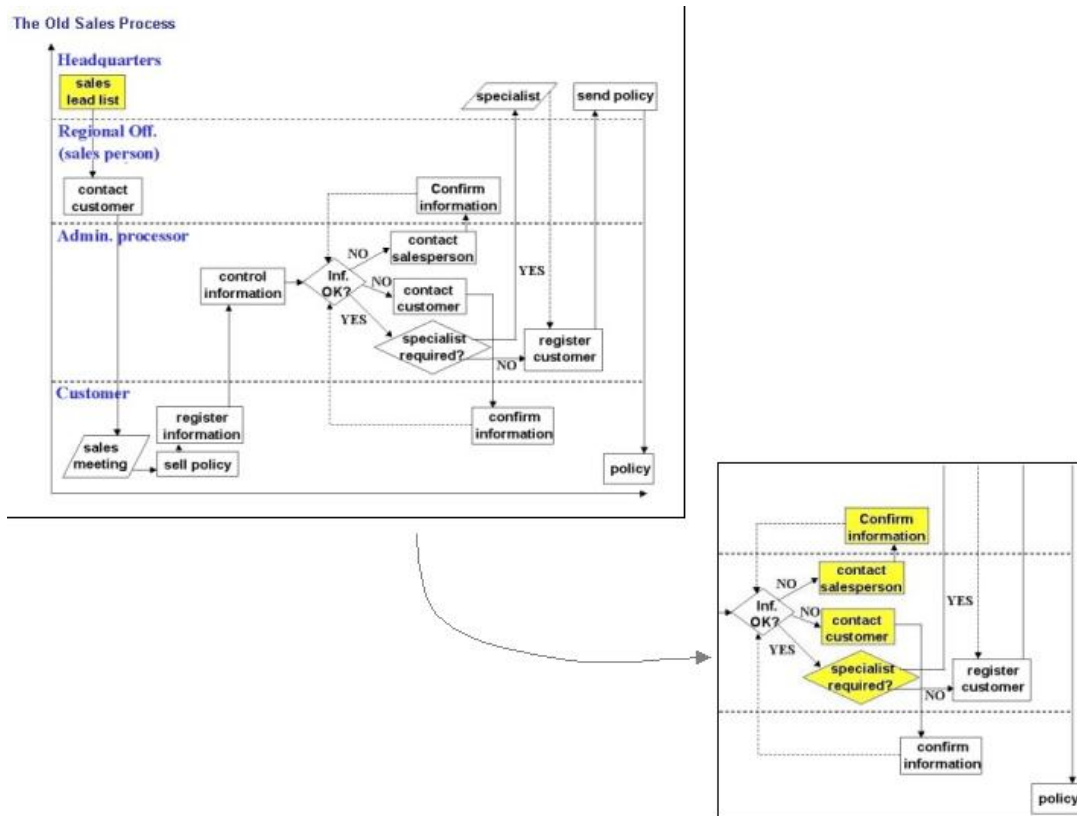 The Old Sales Process
Headquarters
sales
lead list
specialist
send policy
Regional Off.
(sales person)
contact
customer
Confirm
information
Admin. processor
contact
salesperson
NO
control
information
Inf.
OK?
NO
contact
customer
YES
YES
specialist
required?
NO
register
customer
Customer
register
information
confirm
information
sales
meeting
sell policy
policy
Confirm
information
contact
salesperson
NO
Inf.
OK?
NO
contact
customer
YES
YES
specialist
required?
NO
register
customer
confirm
information
policy